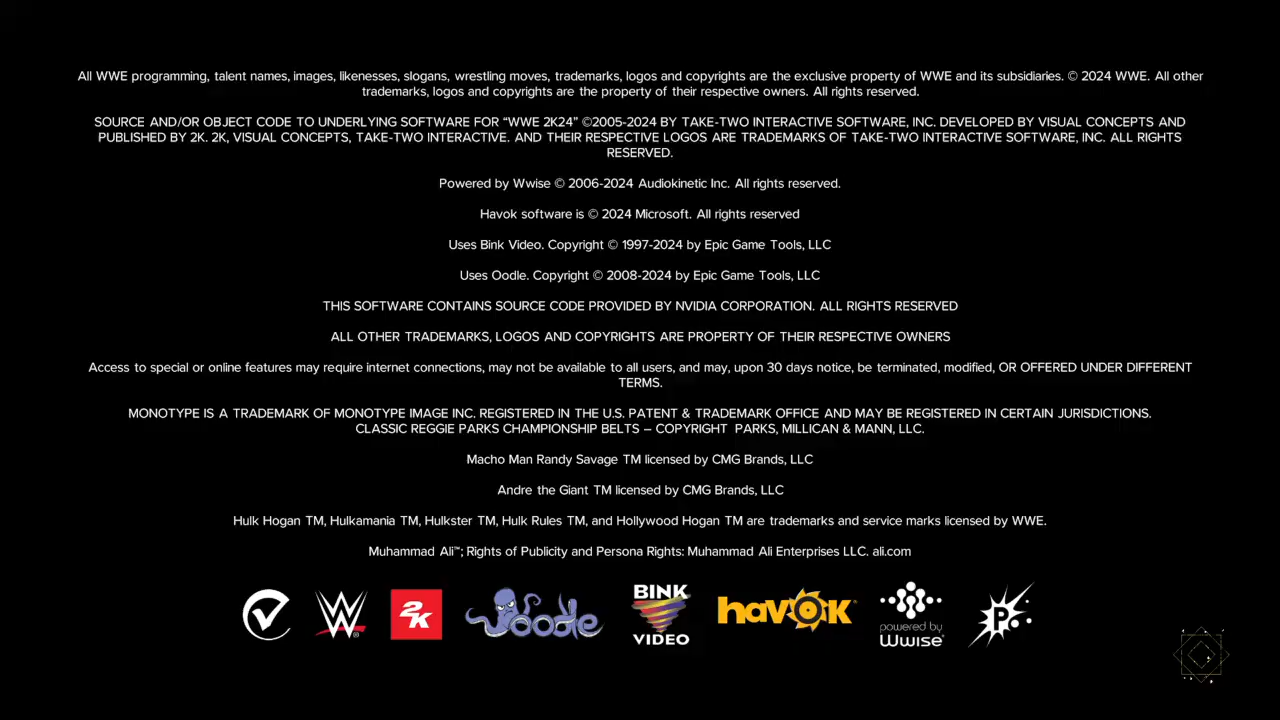 All WWE programming, talent names, images, likenesses, slogans, wrestling moves, trademarks, logos and copyrights are the exclusive property of WWE and its subsidiaries. © 2024 WWE. All other
trademarks, logos and copyrights are the property of their respective owners. All rights reserved.
SOURCE AND/OR OBJECT CODE TO UNDERLYING SOFTWARE FOR “WWE 2K24” ©2005-2024 BY TAKE-TWO INTERACTIVE SOFTWARE, INC. DEVELOPED BY VISUAL CONCEPTS AND
PUBLISHED BY 2K. 2K, VISUAL CONCEPTS, TAKE-TWO INTERACTIVE. AND THEIR RESPECTIVE LOGOS ARE TRADEMARKS OF TAKE-TWO INTERACTIVE SOFTWARE, INC. ALL RIGHTS
RESERVED.
Powered by Wwise © 2006-2024 Audiokinetic Inc. All rights reserved.
Havok software is © 2024 Microsoft. All rights reserved
Uses Bink Video. Copyright © 1997-2024 by Epic Game Tools, LLC
Uses Oodle. Copyright © 2008-2024 by Epic Game Tools, LLC
THIS SOFTWARE CONTAINS SOURCE CODE PROVIDED BY NVIDIA CORPORATION. ALL RIGHTS RESERVED
ALL OTHER TRADEMARKS, LOGOS AND COPYRIGHTS ARE PROPERTY OF THEIR RESPECTIVE OWNERS
Access to special or online features may require internet connections, may not be available to all users, and may, upon 30 days notice, be terminated, modified, OR OFFERED UNDER DIFFERENT
TERMS.
MONOTYPE IS A TRADEMARK OF MONOTYPE IMAGE INC. REGISTERED IN THE U.S. PATENT & TRADEMARK OFFICE AND MAY BE REGISTERED IN CERTAIN JURISDICTIONS.
CLASSIC REGGIE PARKS CHAMPIONSHIP BELTS – COPYRIGHT PARKS, MILLICAN & MANN, LLC.
Macho Man Randy Savage TM licensed by CMG Brands, LLC
Andre the Giant TM licensed by CMG Brands, LLC
Hulk Hogan TM, Hulkamania TM, Hulkster TM, Hulk Rules TM, and Hollywood Hogan TM are trademarks and service marks licensed by WWE.
Muhammad Ali™; Rights of Publicity and Persona Rights: Muhammad Ali Enterprises LLC. ali.com
W 2K oodle BINK VIDEO havok® powered by Wwise® P